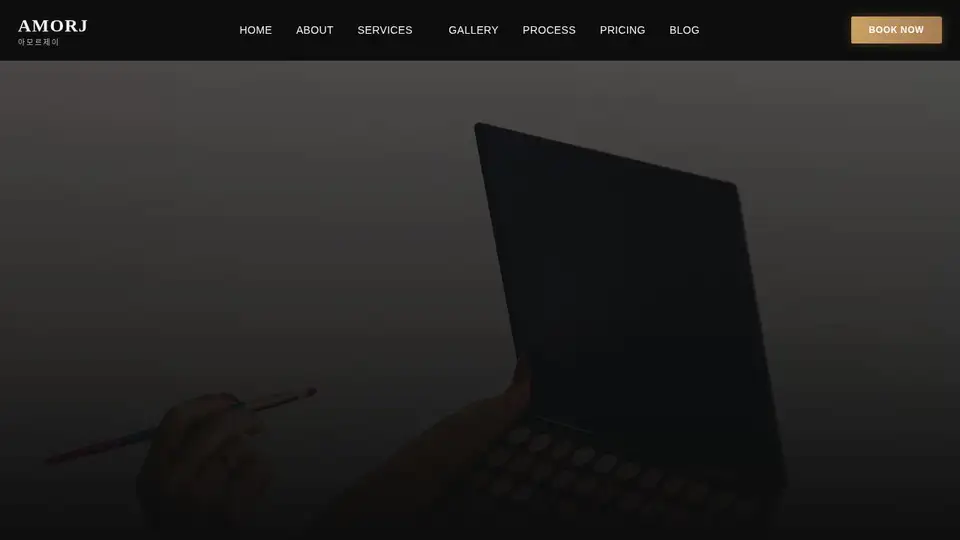 AMORJ
아모르제이
HOME ABOUT SERVICES GALLERY PROCESS PRICING BLOG
BOOK NOW